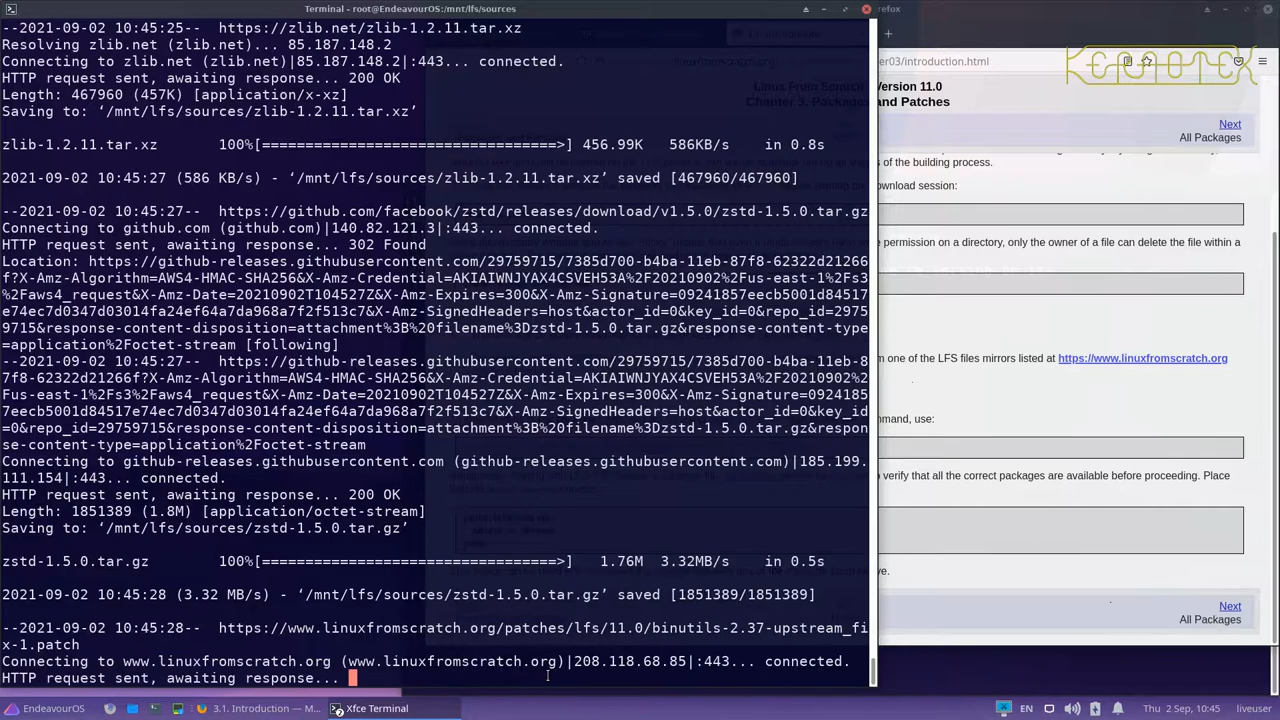 Terminal - root@EndeavourOS:/mnt/lfs/sources
--2021-09-02 10:45:25--  https://zlib.net/zlib-1.2.11.tar.xz
Resolving zlib.net (zlib.net)... 85.187.148.2
Connecting to zlib.net (zlib.net)|85.187.148.2|:443... connected.
HTTP request sent, awaiting response... 200 OK
Length: 467960 (457K) [application/x-xz]
Saving to: ‘/mnt/lfs/sources/zlib-1.2.11.tar.xz’
zlib-1.2.11.tar.xz       100%[==================================>] 456.99K   586KB/s    in 0.8s
2021-09-02 10:45:27 (586 KB/s) - ‘/mnt/lfs/sources/zlib-1.2.11.tar.xz’ saved [467960/467960]
--2021-09-02 10:45:27--  https://github.com/facebook/zstd/releases/download/v1.5.0/zstd-1.5.0.tar.gz
Connecting to github.com (github.com)|140.82.121.3|:443... connected.
HTTP request sent, awaiting response... 302 Found
Location: https://github-releases.githubusercontent.com/29759715/7385d700-b4ba-11eb-87f8-62322d21266
f?X-Amz-Algorithm=AWS4-HMAC-SHA256&X-Amz-Credential=AKIAIWNJYAX4CSVEH53A%2F20210902%2Fus-east-1%2Fs3
%2Faws4_request&X-Amz-Date=20210902T104527Z&X-Amz-Expires=300&X-Amz-Signature=09241857eecb5001d84517
e74ec7d0347d03014fa24ef64a7da968a7f2f513c7&X-Amz-SignedHeaders=host&actor_id=0&key_id=0&repo_id=2975
9715&response-content-disposition=attachment%3B%20filename%3Dzstd-1.5.0.tar.gz&response-content-type
=application%2Foctet-stream [following]
--2021-09-02 10:45:27--  https://github-releases.githubusercontent.com/29759715/7385d700-b4ba-11eb-8
7f8-62322d21266f?X-Amz-Algorithm=AWS4-HMAC-SHA256&X-Amz-Credential=AKIAIWNJYAX4CSVEH53A%2F20210902%2
Fus-east-1%2Fs3%2Faws4_request&X-Amz-Date=20210902T104527Z&X-Amz-Expires=300&X-Amz-Signature=0924185
7eecb5001d84517e74ec7d0347d03014fa24ef64a7da968a7f2f513c7&X-Amz-SignedHeaders=host&actor_id=0&key_id
=0&repo_id=29759715&response-content-disposition=attachment%3B%20filename%3Dzstd-1.5.0.tar.gz&respon
se-content-type=application%2Foctet-stream
Connecting to github-releases.githubusercontent.com (github-releases.githubusercontent.com)|185.199.
111.154|:443... connected.
HTTP request sent, awaiting response... 200 OK
Length: 1851389 (1.8M) [application/octet-stream]
Saving to: ‘/mnt/lfs/sources/zstd-1.5.0.tar.gz’
zstd-1.5.0.tar.gz        100%[==================================>]   1.76M  3.32MB/s    in 0.5s
2021-09-02 10:45:28 (3.32 MB/s) - ‘/mnt/lfs/sources/zstd-1.5.0.tar.gz’ saved [1851389/1851389]
--2021-09-02 10:45:28--  https://www.linuxfromscratch.org/patches/lfs/11.0/binutils-2.37-upstream_fi
x-1.patch
Connecting to www.linuxfromscratch.org (www.linuxfromscratch.org)|208.118.68.85|:443... connected.
HTTP request sent, awaiting response...
refox
er03/introduction.html
KEMOTEX
Linux From Scratch - Version 11.0
Chapter 3. Packages and Patches
Next
All Packages
s of the building process.
ownload session:
e permission on a directory, only the owner of a file can delete the file within a
m one of the LFS files mirrors listed at https://www.linuxfromscratch.org
mmand, use:
to verify that all the correct packages are available before proceeding. Place
ve.
Next
All Packages
EndeavourOS
3.1. Introduction — M...
Xfce Terminal
EN
Thu 2 Sep, 10:45
liveuser